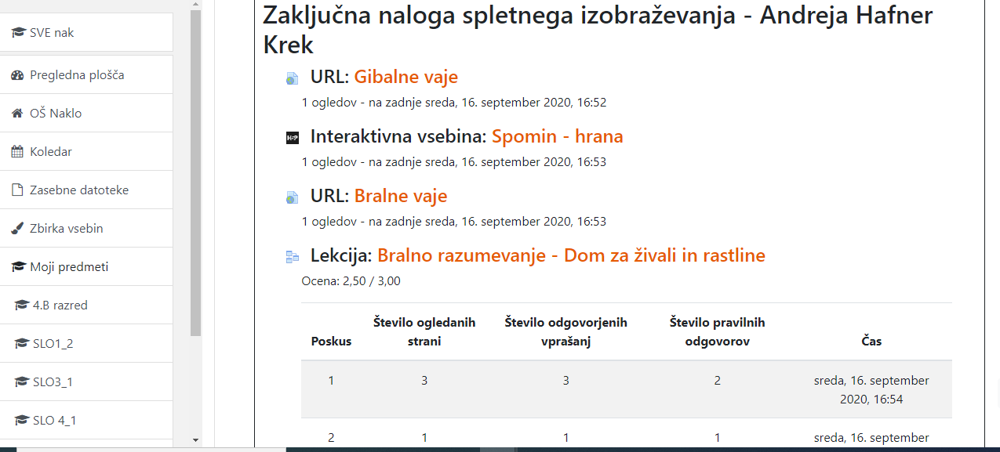 SVE nak
Pregledna plošča
OŠ Naklo
Koledar
Zasebne datoteke
Zbirka vsebin
Moji predmeti
4.B razred
SLO1_2
SLO3_1
SLO 4_1
Zaključna naloga spletnega izobraževanja - Andreja Hafner
Krek
URL: Gibalne vaje
1 ogledov - na zadnje sreda, 16. september 2020, 16:52
H-P Interaktivna vsebina: Spomin - hrana
1 ogledov - na zadnje sreda, 16. september 2020, 16:53
URL: Bralne vaje
1 ogledov - na zadnje sreda, 16. september 2020, 16:53
Lekcija: Bralno razumevanje - Dom za živali in rastline
Ocena: 2,50 / 3,00
Število ogledanih Število odgovorjenih Število pravilnih
Poskus strani vprašanj odgovorov Čas
1 3 3 2 sreda, 16. september
2020, 16:54
2 1 1 1 sreda, 16. september